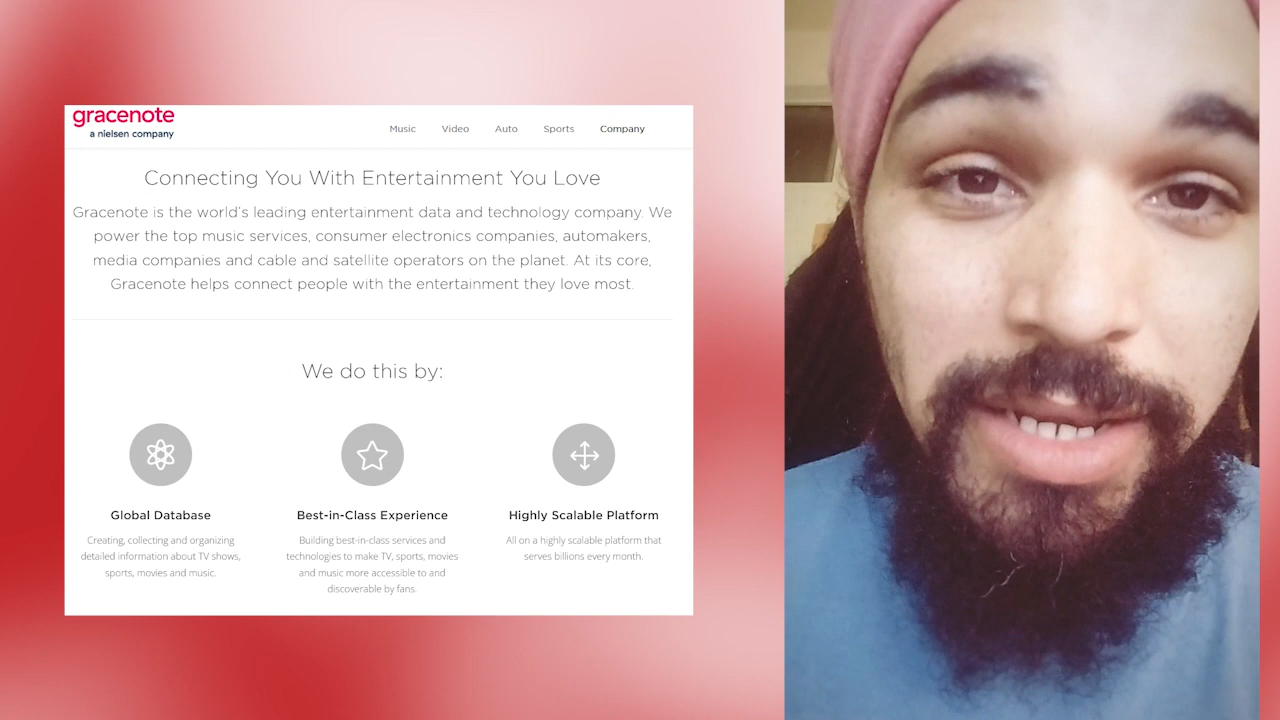 gracenote
a nielsen company
Music Video Auto Sports Company
Connecting You With Entertainment You Love
Gracenote is the world's leading entertainment data and technology company. We
power the top music services, consumer electronics companies, automakers,
media companies and cable and satellite operators on the planet. At its core,
Gracenote helps connect people with the entertainment they love most.
We do this by:
Global Database
Creating, collecting and organizing
detailed information about TV shows,
sports, movies and music.
Best-in-Class Experience
Building best-in-class services and
technologies to make TV, sports, movies
and music more accessible to and
discoverable by fans.
Highly Scalable Platform
All on a highly scalable platform that
serves billions every month.